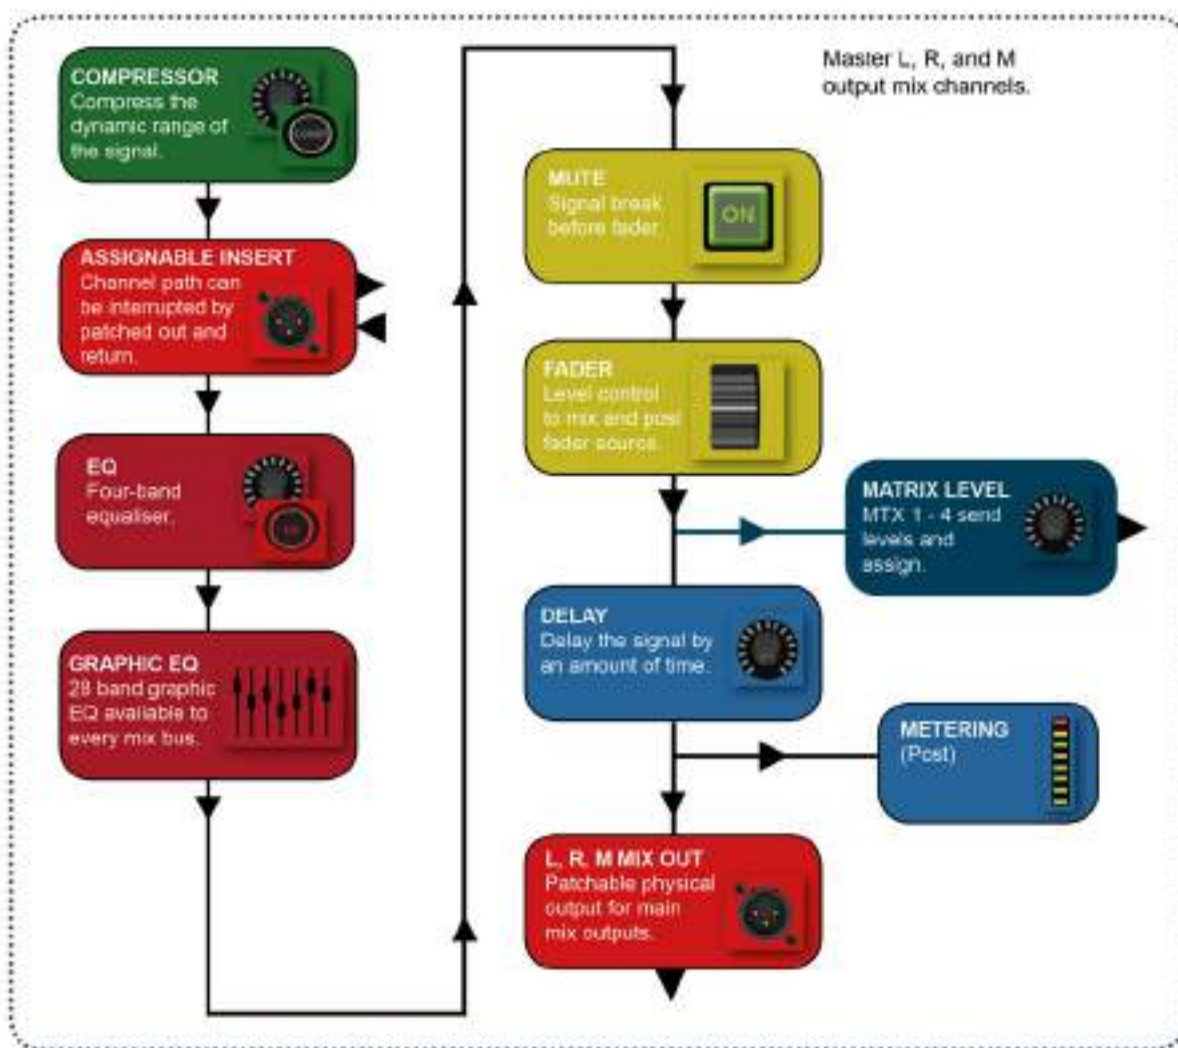 Master L, R, and M
output mix channels.
COMPRESSOR
Compress the
dynamic range of
the signal.
ASSIGNABLE INSERT
Channel path can
be interrupted by
patched out and
return.
EQ
Four-band
equaliser.
GRAPHIC EQ
28 band graphic
EQ available to
every mix bus.
MUTE
Signal break
before fader.
ON
FADER
Level control
to mix and post
fader source.
MATRIX LEVEL
MTX 1 - 4 send
levels and
assign.
DELAY
Delay the signal by
an amount of time.
METERING
(Post)
L, R, M MIX OUT
Patchable physical
output for main
mix outputs.